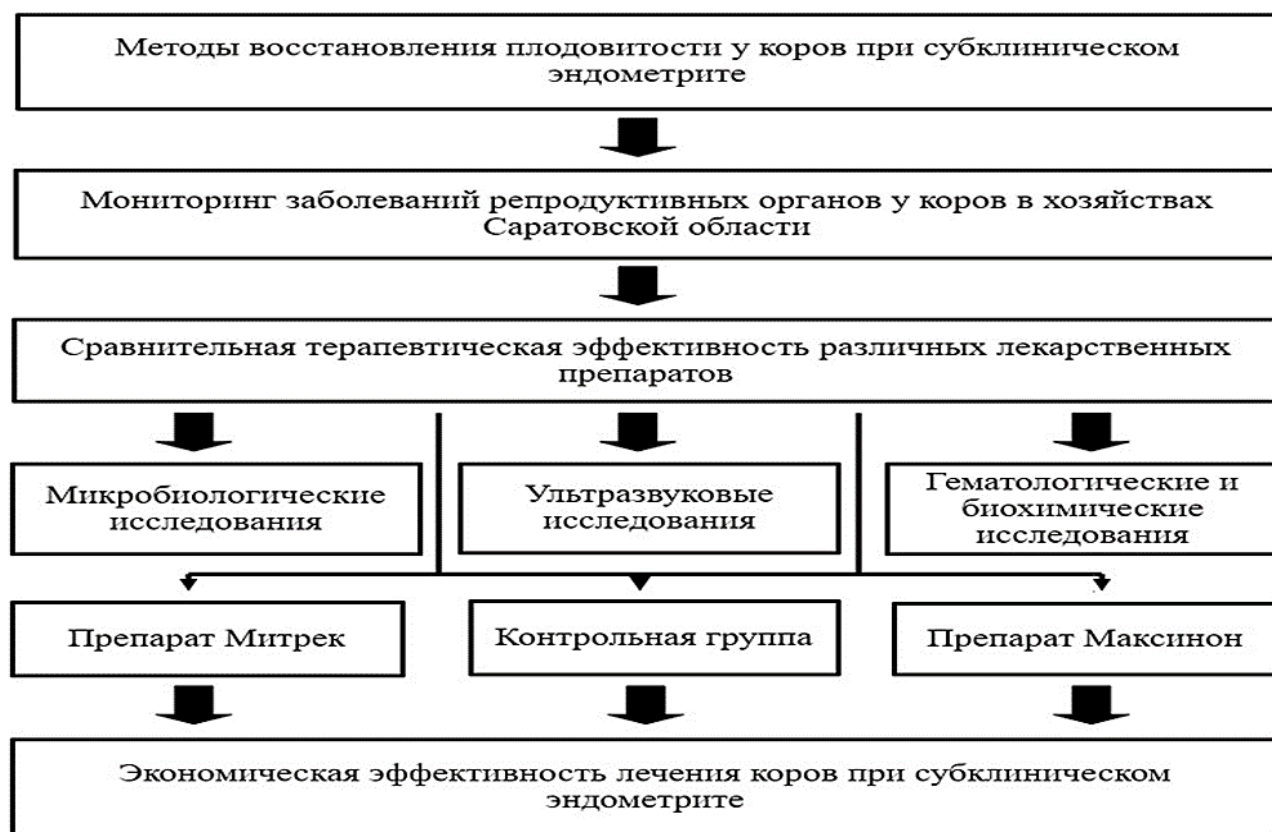 Методы восстановления плодовитости у коров при субклиническом
эндометрите
Мониторинг заболеваний репродуктивных органов у коров в хозяйствах
Саратовской области
Сравнительная терапевтическая эффективность различных лекарственных
препаратов
Микробиологические
исследования
Ультразвуковые
исследования
Гематологические и
биохимические
исследования
Препарат Митрек
Контрольная группа
Препарат Максинон
Экономическая эффективность лечения коров при субклиническом
эндометрите